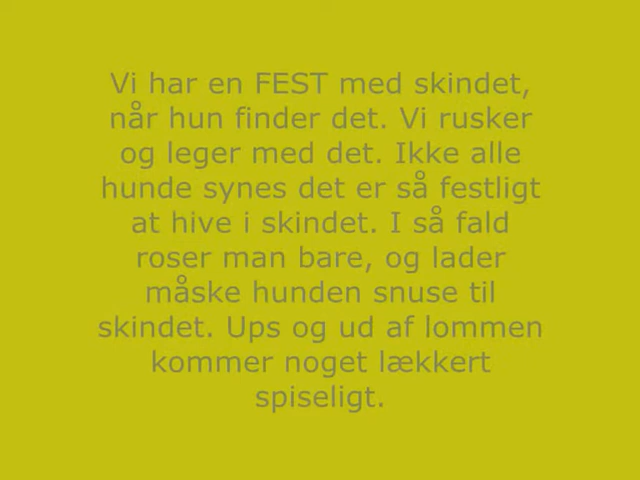 Vi har en FEST med skindet,
når hun finder det. Vi rusker
og leger med det. Ikke alle
hunde synes det er så festligt
at hive i skindet. I så fald
roser man bare, og lader
måske hunden snuse til
skindet. Ups og ud af lommen
kommer noget lækkert
spiseligt.